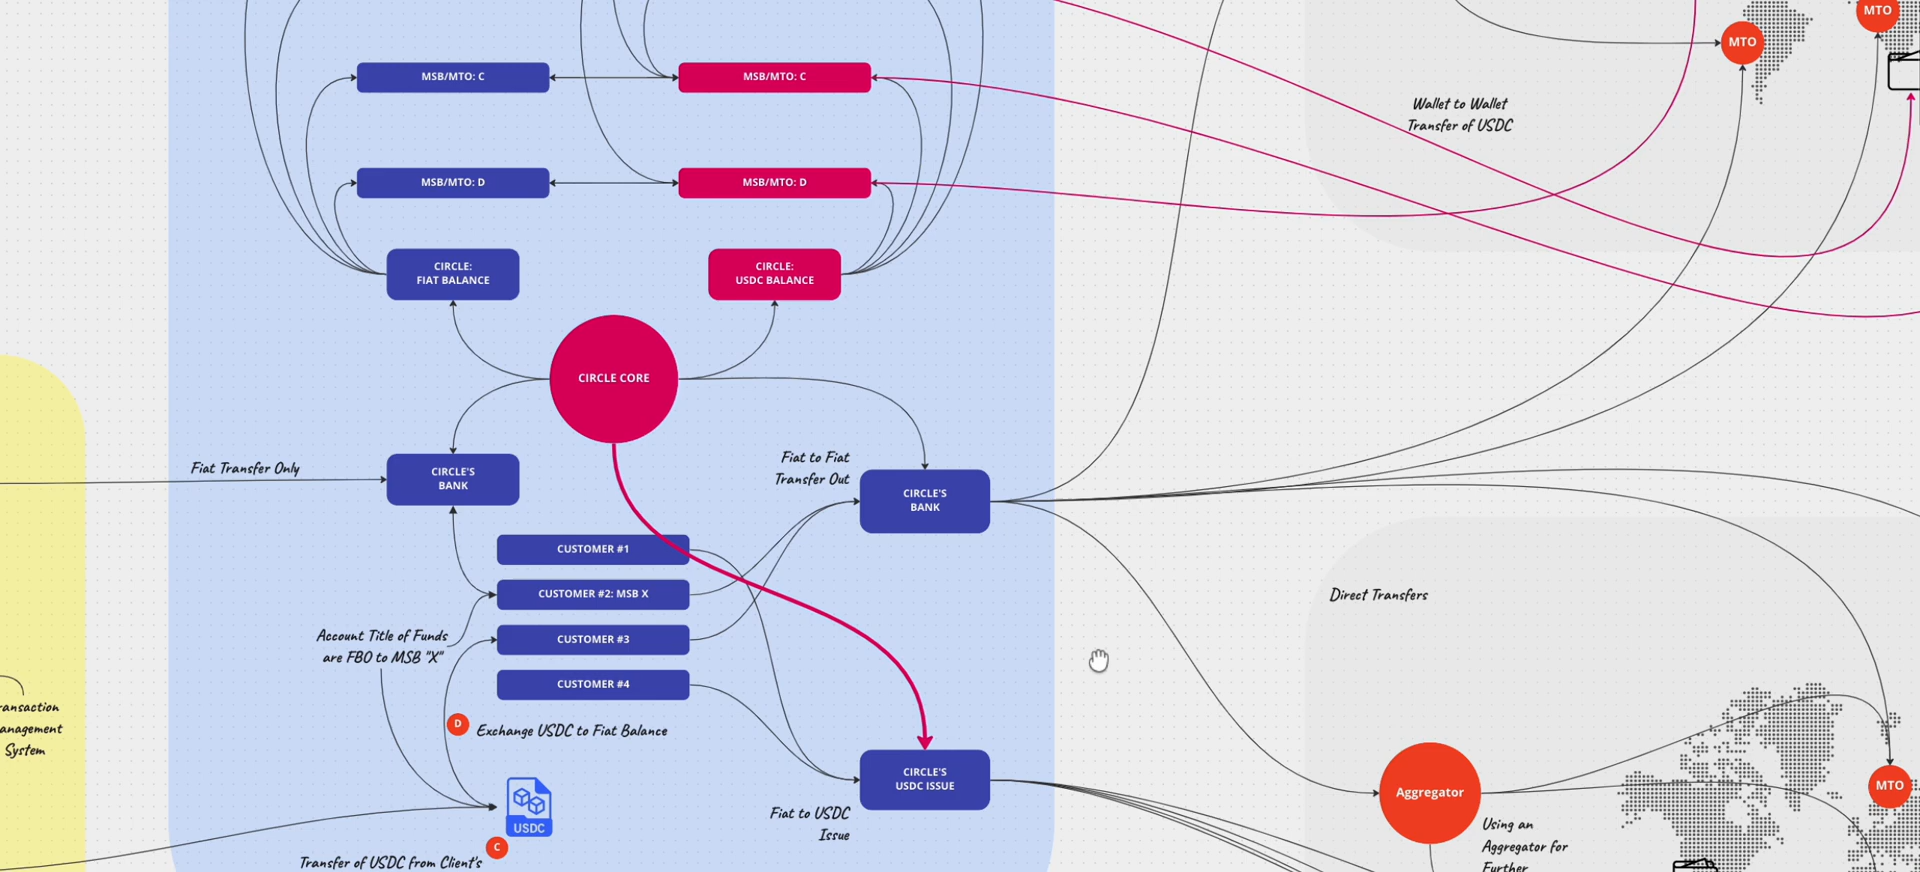 MTO
MTO
MSB/MTO: C
MSB/MTO: C
Wallet to Wallet
Transfer of USDC
MSB/MTO: D
MSB/MTO: D
CIRCLE:
FIAT BALANCE
CIRCLE:
USDC BALANCE
CIRCLE CORE
Fiat Transfer Only
CIRCLE'S
BANK
Fiat to Fiat
Transfer Out
CIRCLE'S
BANK
CUSTOMER #1
CUSTOMER #2: MSB X
CUSTOMER #3
CUSTOMER #4
Account Title of Funds
are FBO to MSB "X"
Direct Transfers
ransaction
anagement
System
D
Exchange USDC to Fiat Balance
USDC
C
Transfer of USDC from Client's
CIRCLE'S
USDC ISSUE
Fiat to USDC
Issue
Aggregator
MTO
Using an
Aggregator for
Further